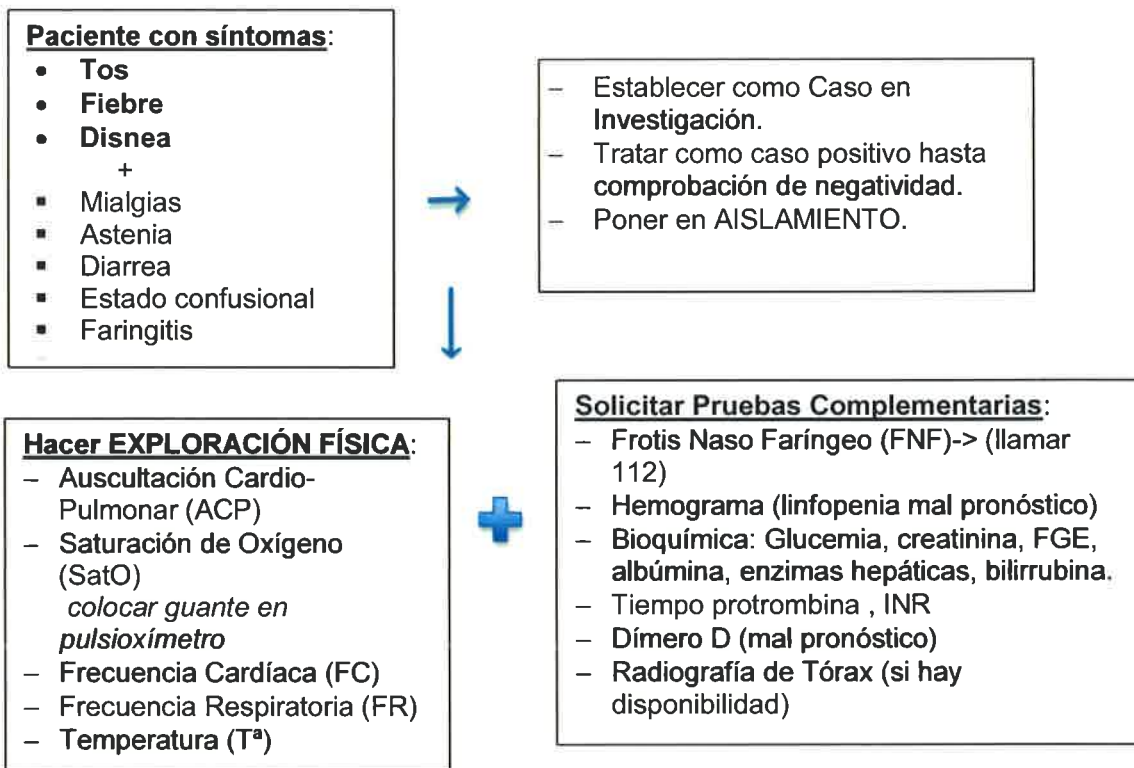 Paciente con síntomas:
• Tos
• Fiebre
• Disnea
+
▪ Mialgias
▪ Astenia
▪ Diarrea
▪ Estado confusional
▪ Faringitis
– Establecer como Caso en
Investigación.
– Tratar como caso positivo hasta
comprobación de negatividad.
– Poner en AISLAMIENTO.
Hacer EXPLORACIÓN FÍSICA:
– Auscultación Cardio-
Pulmonar (ACP)
– Saturación de Oxígeno
(SatO)
colocar guante en
pulsioxímetro
– Frecuencia Cardíaca (FC)
– Frecuencia Respiratoria (FR)
– Temperatura (Tª)
Solicitar Pruebas Complementarias:
– Frotis Naso Faríngeo (FNF)-> (llamar
112)
– Hemograma (linfopenia mal pronóstico)
– Bioquímica: Glucemia, creatinina, FGE,
albúmina, enzimas hepáticas, bilirrubina.
– Tiempo protrombina , INR
– Dímero D (mal pronóstico)
– Radiografía de Tórax (si hay
disponibilidad)